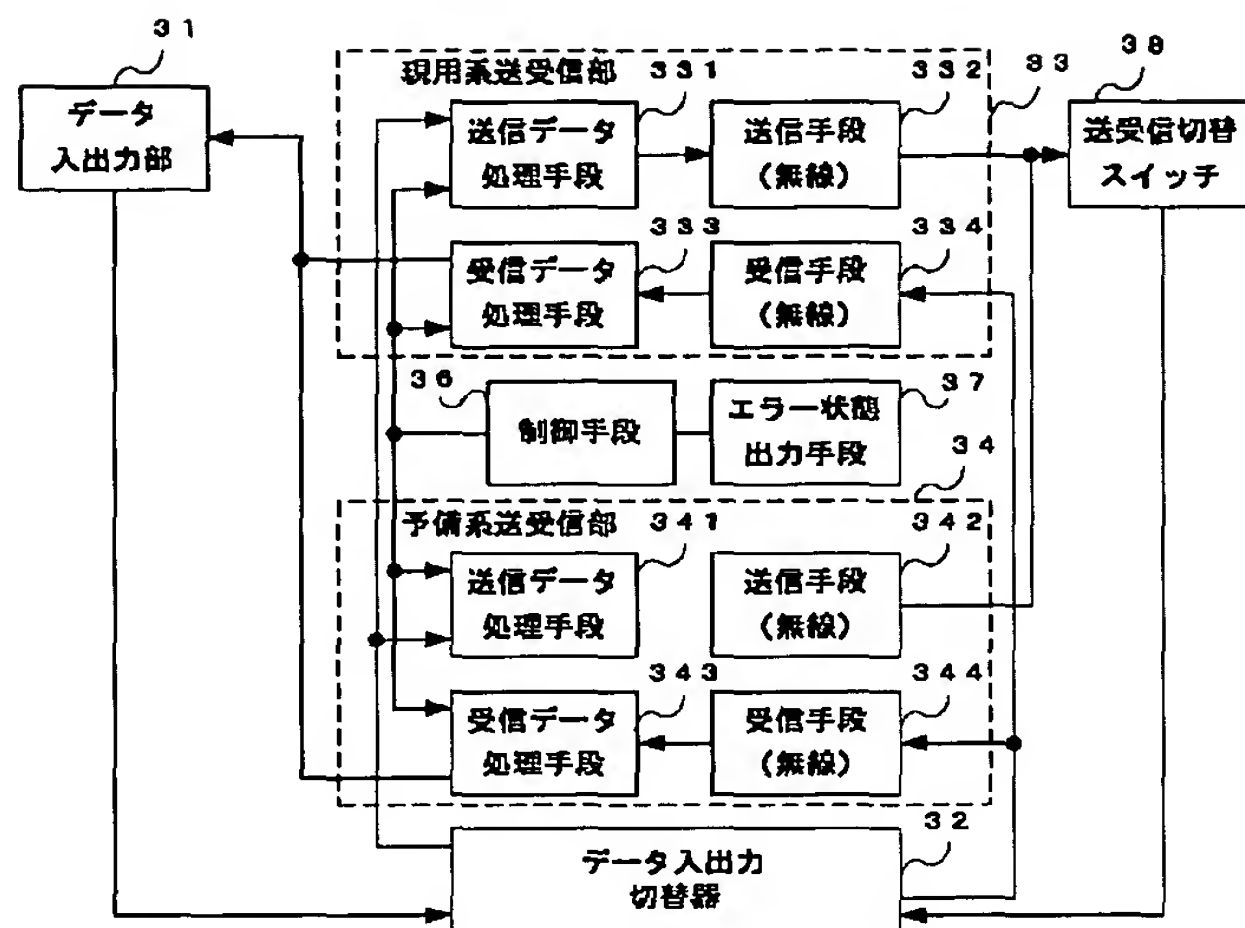 31
データ
入出力部
現用系送受信部
331
送信データ
処理手段
332
送信手段
(無線)
33
38
送受信切替
スイッチ
333
受信データ
処理手段
334
受信手段
(無線)
36
制御手段
37
エラー状態
出力手段
34
予備系送受信部
341
送信データ
処理手段
342
送信手段
(無線)
343
受信データ
処理手段
344
受信手段
(無線)
32
データ入出力
切替器